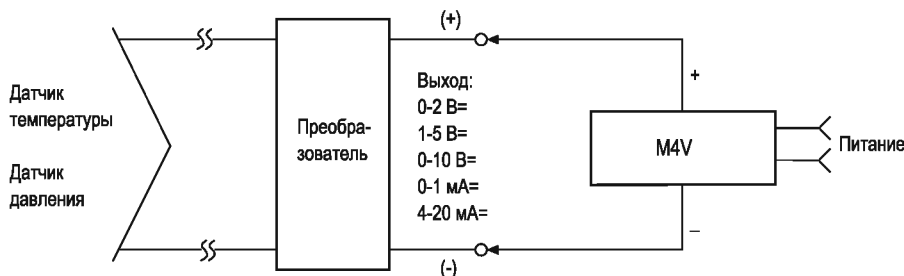 Датчик
температуры
Датчик
давления
Преобра-
зователь
(+)
Выход:
0-2 В=
1-5 В=
0-10 В=
0-1 мА=
4-20 мА=
(-)
+
M4V
–
Питание